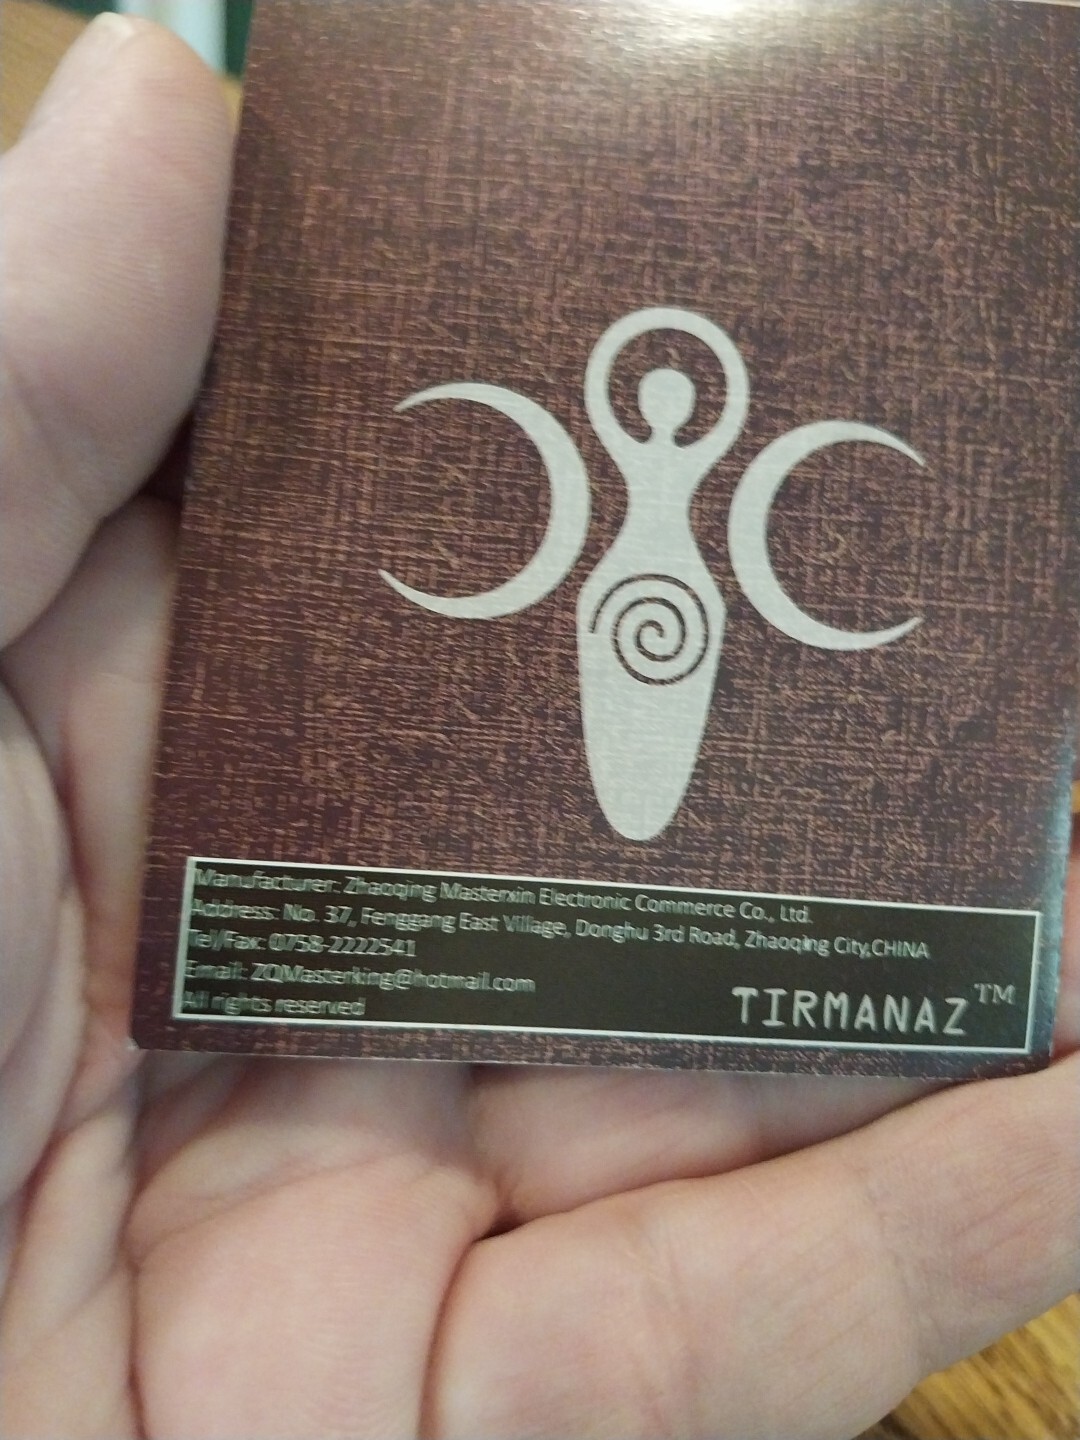 Manufacturer: Zhaoqing Masterxin Electronic Commerce Co., Ltd.
Address: No. 37, Fenggang East Village, Donghu 3rd Road, Zhaoqing City,CHINA
Tel/Fax: 0758-2222541
Email: ZQMasterking@hotmail.com
All rights reserved
TIRMANAZ™